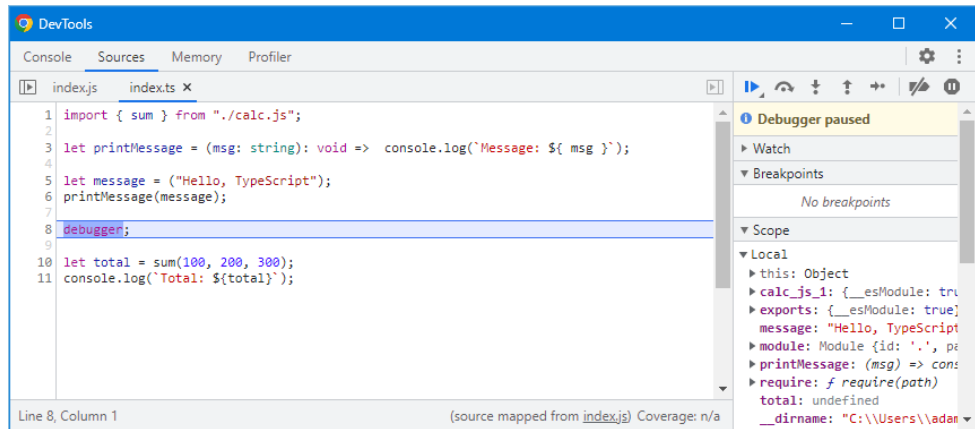 DevTools
Console Sources Memory Profiler
index.js index.ts
1 import { sum } from "./calc.js";
2
3 let printMessage = (msg: string): void => console.log(`Message: ${ msg }`);
4
5 let message = ("Hello, TypeScript");
6 printMessage(message);
7
8 debugger;
9
10 let total = sum(100, 200, 300);
11 console.log(`Total: ${total}`);
Line 8, Column 1 (source mapped from index.js) Coverage: n/a
Debugger paused
Watch
Breakpoints
No breakpoints
Scope
Local
this: Object
calc_js_1: {__esModule: tru
exports: {__esModule: true}
message: "Hello, TypeScript
module: Module {id: '.', pa
printMessage: (msg) => cons
require: ƒ require(path)
total: undefined
__dirname: "C:\\Users\\adam